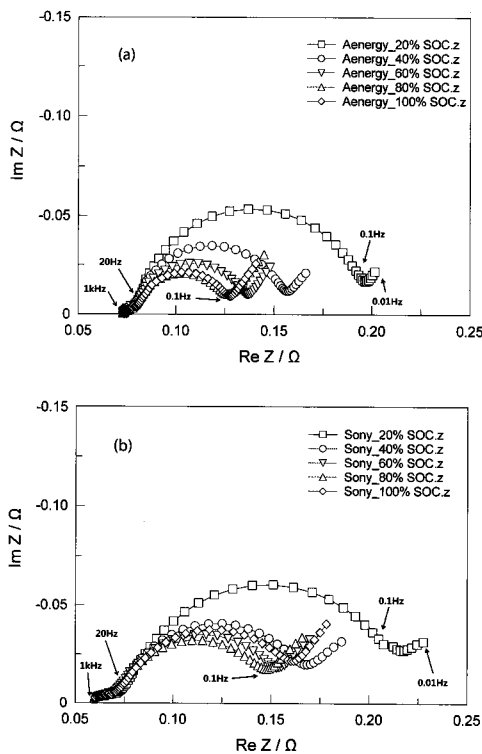 -0.15
(a)
Aenergy_20% SOC.z
Aenergy_40% SOC.z
Aenergy_60% SOC.z
Aenergy_80% SOC.z
Aenergy_100% SOC.z
-0.10
Im Z / Ω
-0.05
20Hz
0.1Hz
1kHz
0.1Hz
0.01Hz
0
0.05 0.10 0.15 0.20 0.25
Re Z / Ω
-0.15
(b)
Sony_20% SOC.z
Sony_40% SOC.z
Sony_60% SOC.z
Sony_80% SOC.z
Sony_100% SOC.z
-0.10
Im Z / Ω
-0.05
0.1Hz
20Hz
1kHz
0.1Hz
0.01Hz
0
0.05 0.10 0.15 0.20 0.25
Re Z / Ω